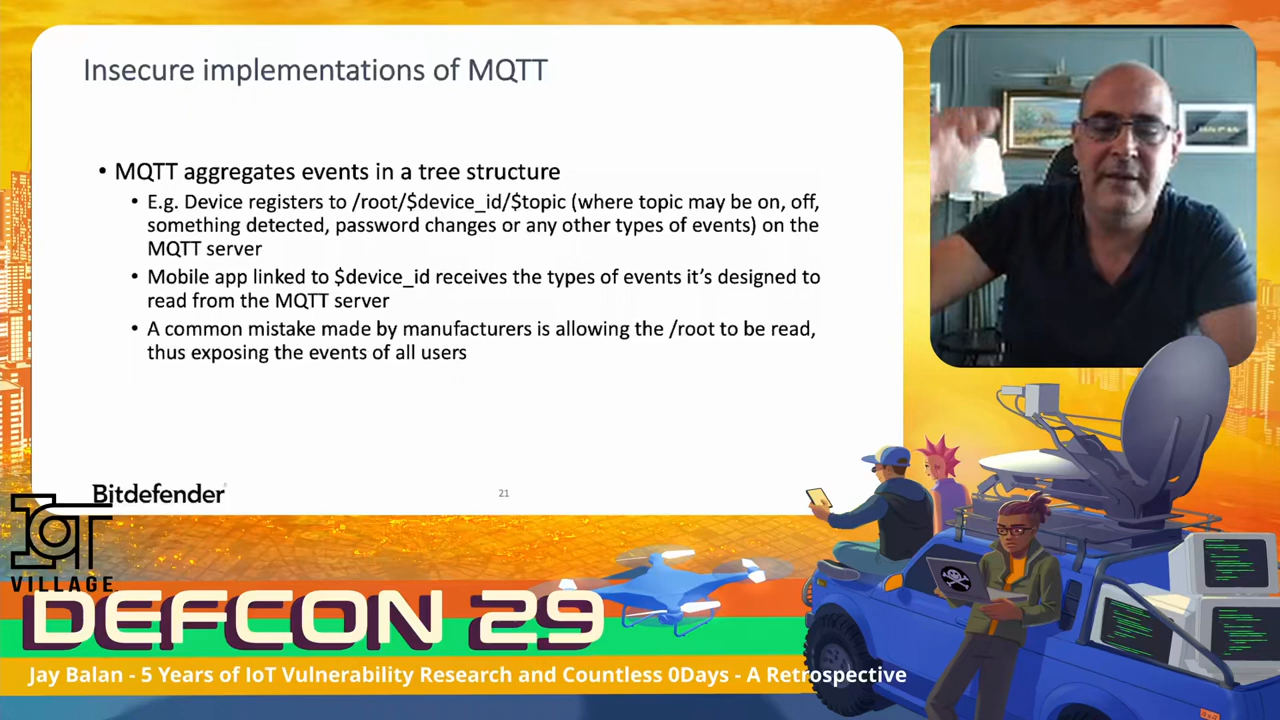 Insecure implementations of MQTT
• MQTT aggregates events in a tree structure
• E.g. Device registers to /root/$device_id/$topic (where topic may be on, off,
something detected, password changes or any other types of events) on the
MQTT server
• Mobile app linked to $device_id receives the types of events it’s designed to
read from the MQTT server
• A common mistake made by manufacturers is allowing the /root to be read,
thus exposing the events of all users
Bitdefender
21
IoT
VILLAGE
DEFCON 29
Jay Balan - 5 Years of IoT Vulnerability Research and Countless 0Days - A Retrospective